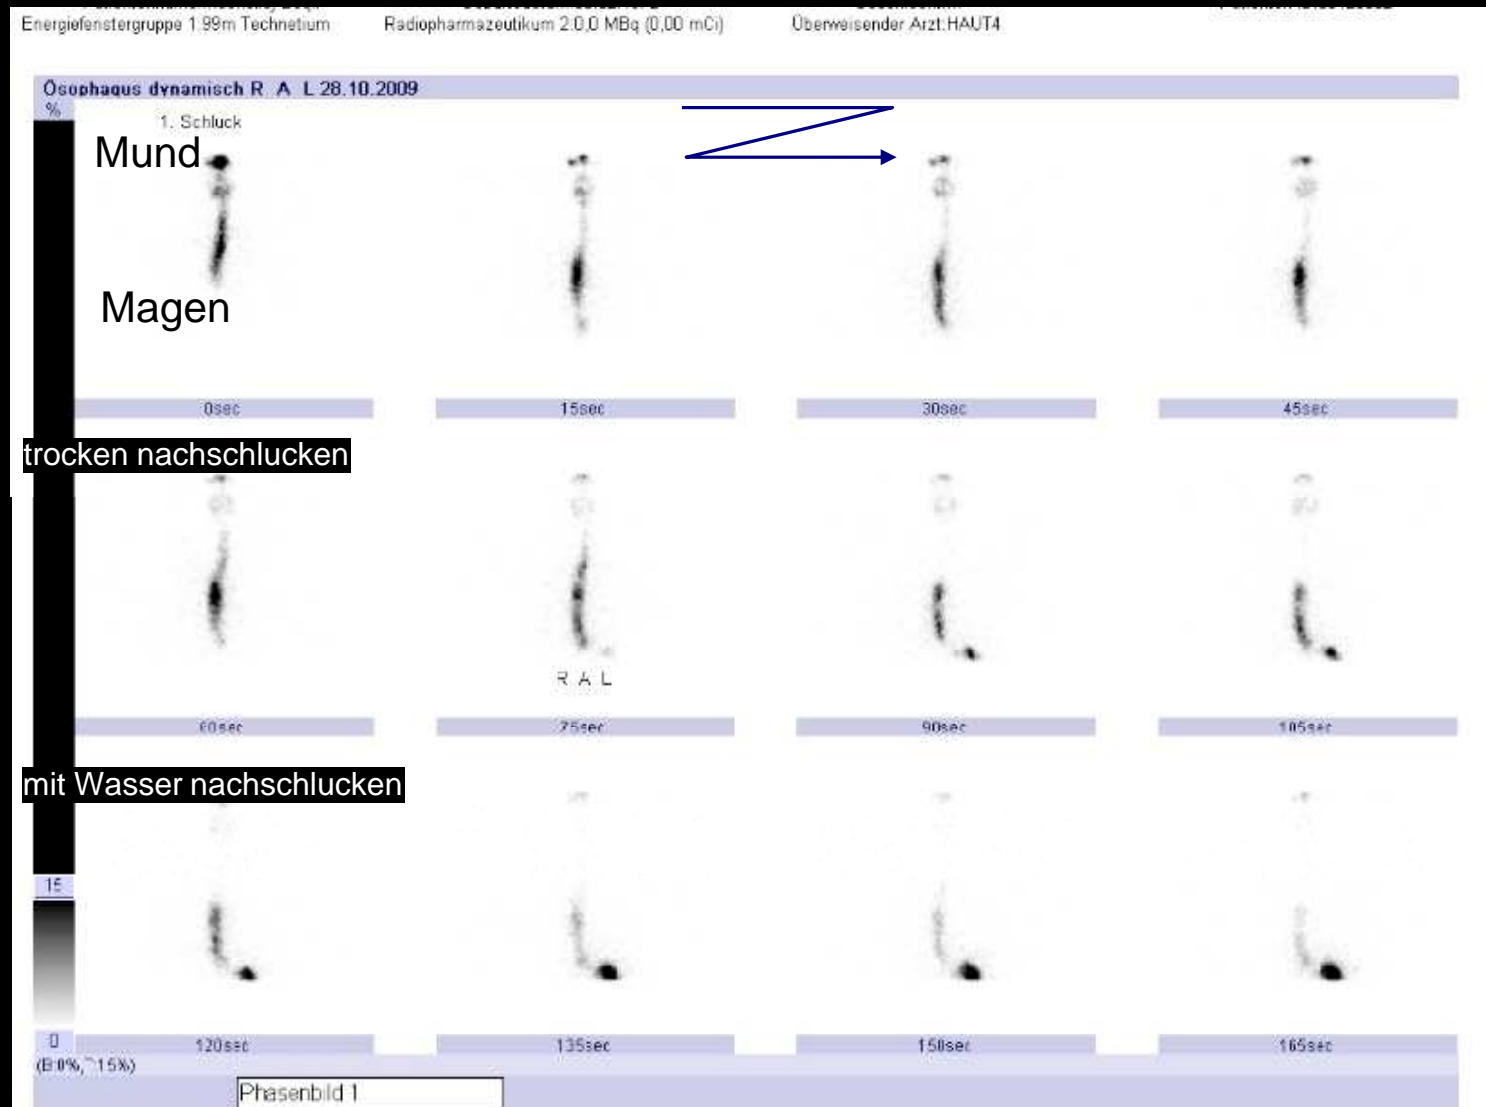 Energiefenstergruppe 1.99m Technetium
Radiopharmazeutikum 2:0,0 MBq (0,00 mCi)
Überweisender Arzt:HAUT4
Ösophagus dynamisch R A L 28.10.2009
%
1. Schluck
Mund
Magen
0sec
15sec
30sec
45sec
trocken nachschlucken
R A L
60sec
75sec
90sec
105sec
mit Wasser nachschlucken
15
0
120sec
135sec
150sec
165sec
Phasenbild 1